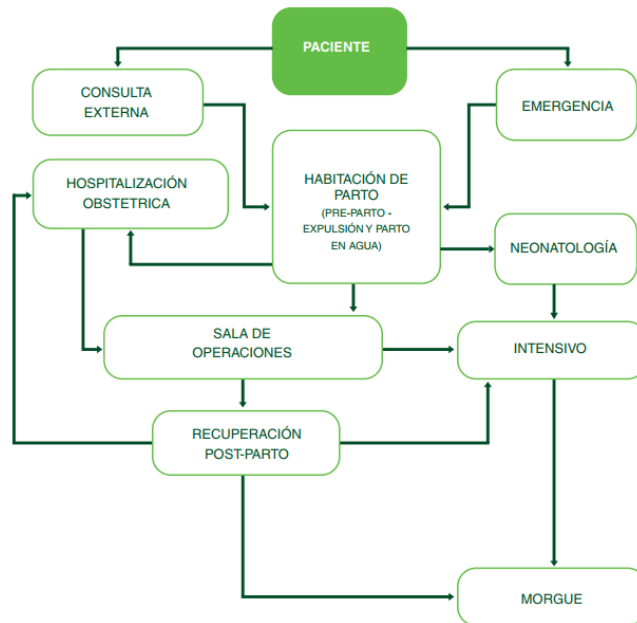 PACIENTE
CONSULTA
EXTERNA
EMERGENCIA
HABITACIÓN DE
PARTO
(PRE-PARTO -
EXPULSIÓN Y PARTO
EN AGUA)
HOSPITALIZACIÓN
OBSTETRICA
NEONATOLOGÍA
SALA DE
OPERACIONES
INTENSIVO
RECUPERACIÓN
POST-PARTO
MORGUE